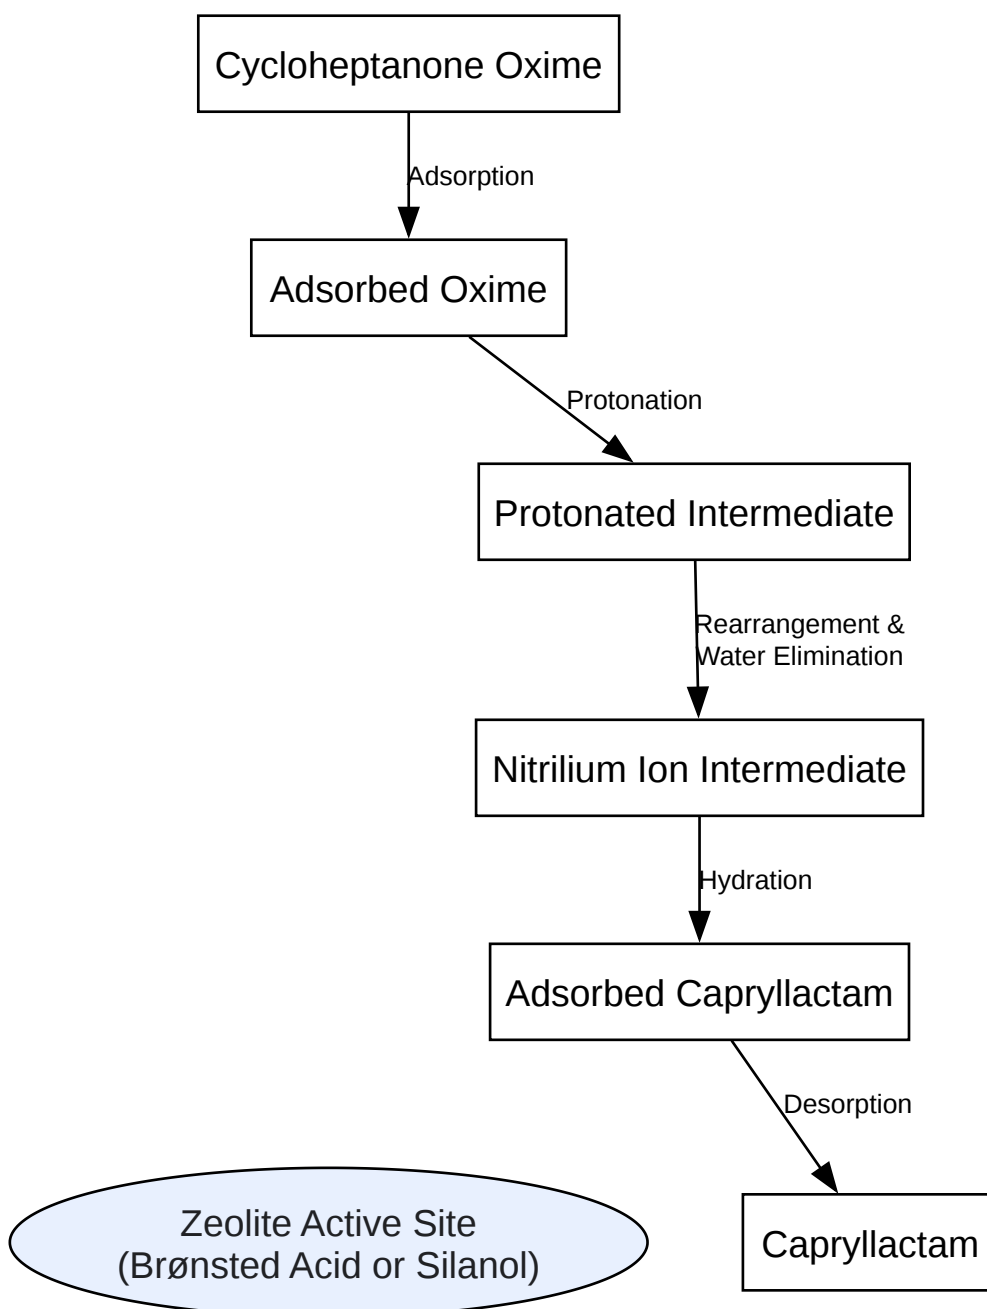 Cycloheptanone Oxime
Adsorption
Adsorbed Oxime
Protonation
Protonated Intermediate
Rearrangement &
Water Elimination
Nitrilium Ion Intermediate
Hydration
Adsorbed Capryllactam
Desorption
Zeolite Active Site
(Brønsted Acid or Silanol)
Capryllactam